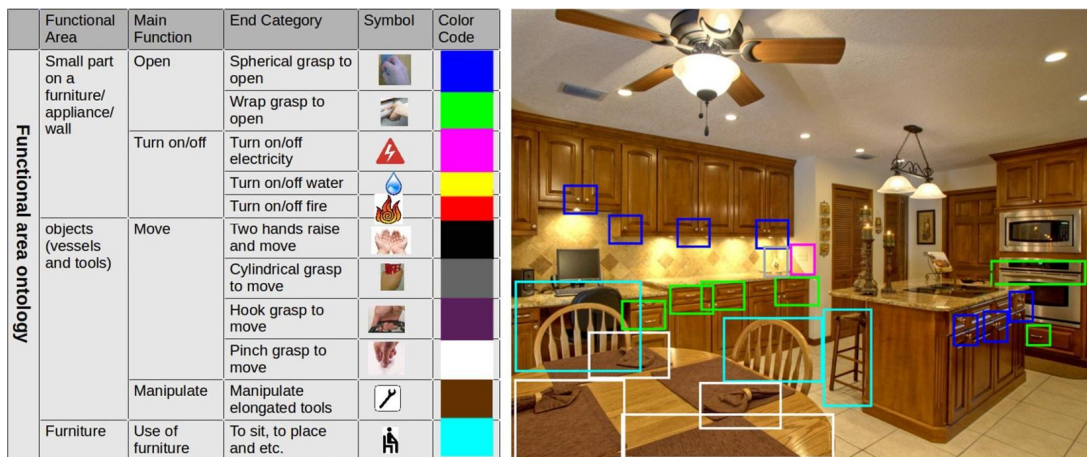 Functional Area
Main Function
End Category
Symbol
Color Code
Functional area ontology
Small part on a furniture/ appliance/ wall
Open
Spherical grasp to open
Wrap grasp to open
Turn on/off
Turn on/off electricity
Turn on/off water
Turn on/off fire
objects (vessels and tools)
Move
Two hands raise and move
Cylindrical grasp to move
Hook grasp to move
Pinch grasp to move
Manipulate
Manipulate elongated tools
Furniture
Use of furniture
To sit, to place and etc.